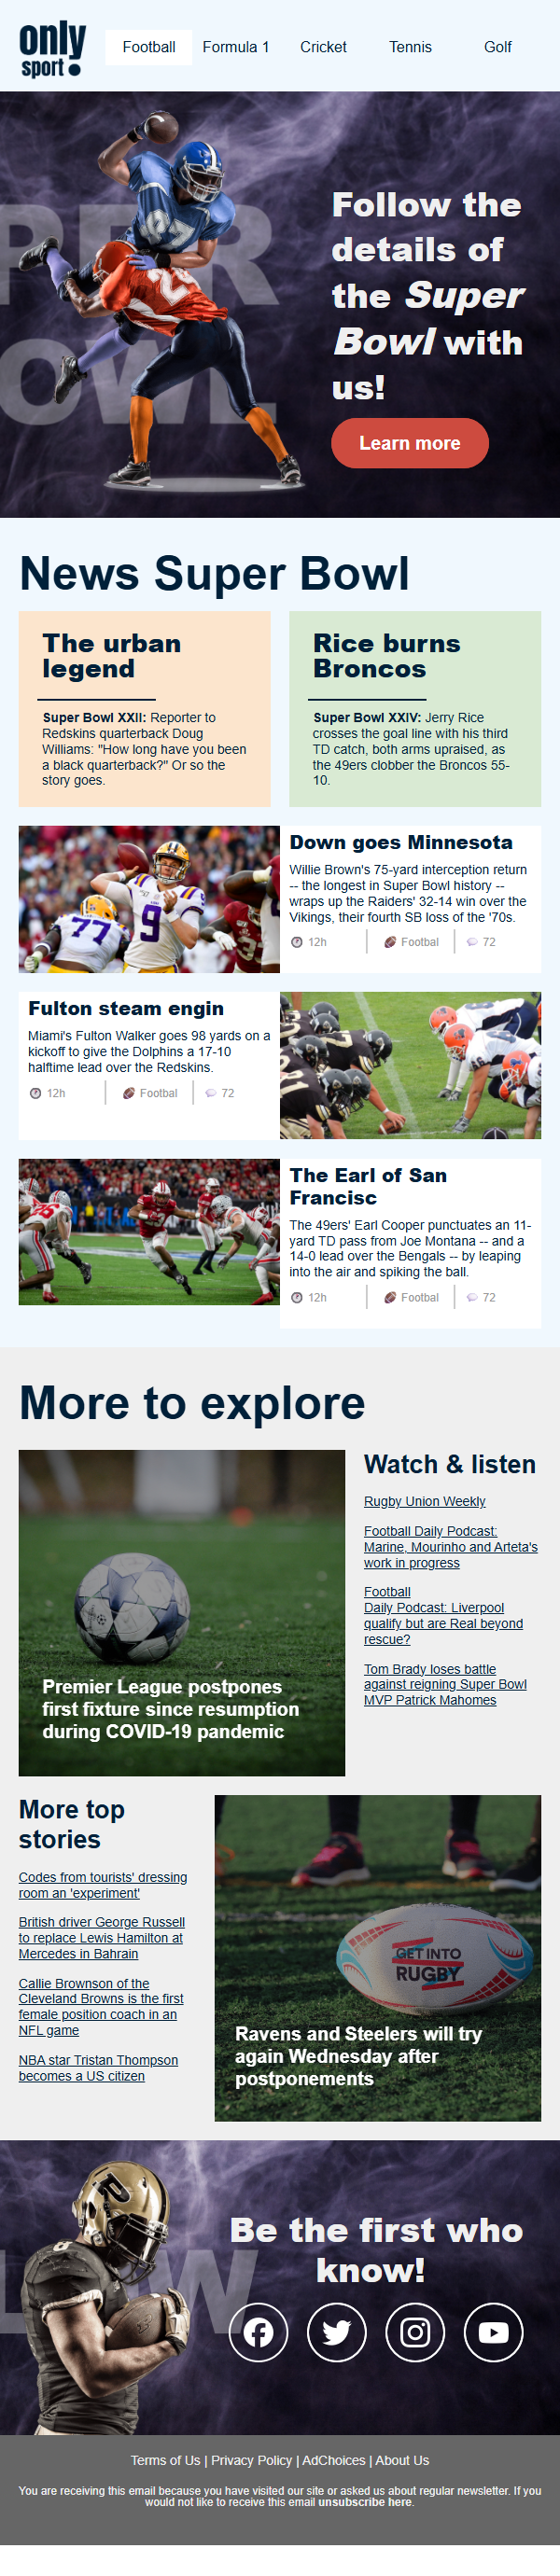 only
sport
Football Formula 1 Cricket Tennis Golf
PER
OWL
Follow the
details of
the Super
Bowl with
us!
Learn more
News Super Bowl
The urban
legend
Super Bowl XXII: Reporter to
Redskins quarterback Doug
Williams: "How long have you been
a black quarterback?" Or so the
story goes.
Rice burns
Broncos
Super Bowl XXIV: Jerry Rice
crosses the goal line with his third
TD catch, both arms upraised, as
the 49ers clobber the Broncos 55-
10.
77
9
Down goes Minnesota
Willie Brown's 75-yard interception return
-- the longest in Super Bowl history --
wraps up the Raiders' 32-14 win over the
Vikings, their fourth SB loss of the '70s.
12h Footbal 72
Fulton steam engin
Miami's Fulton Walker goes 98 yards on a
kickoff to give the Dolphins a 17-10
halftime lead over the Redskins.
12h Footbal 72
The Earl of San
Francisc
The 49ers' Earl Cooper punctuates an 11-
yard TD pass from Joe Montana -- and a
14-0 lead over the Bengals -- by leaping
into the air and spiking the ball.
12h Footbal 72
More to explore
Premier League postpones
first fixture since resumption
during COVID-19 pandemic
Watch & listen
Rugby Union Weekly
Football Daily Podcast:
Marine, Mourinho and Arteta's
work in progress
Football
Daily Podcast: Liverpool
qualify but are Real beyond
rescue?
Tom Brady loses battle
against reigning Super Bowl
MVP Patrick Mahomes
More top
stories
Codes from tourists' dressing
room an 'experiment'
British driver George Russell
to replace Lewis Hamilton at
Mercedes in Bahrain
Callie Brownson of the
Cleveland Browns is the first
female position coach in an
NFL game
NBA star Tristan Thompson
becomes a US citizen
GET INTO
RUGBY
Ravens and Steelers will try
again Wednesday after
postponements
Be the first who
know!
Terms of Us | Privacy Policy | AdChoices | About Us
You are receiving this email because you have visited our site or asked us about regular newsletter. If you
would not like to receive this email unsubscribe here.